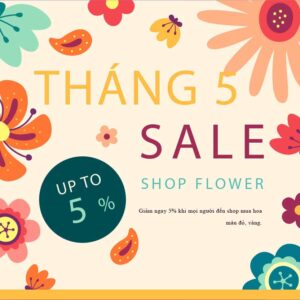 THÁNG 5
SALE
SHOP FLOWER
UP TO
5 %
Giảm ngay 5% khi mọi người đến shop mua hoa
màu đỏ, vàng.